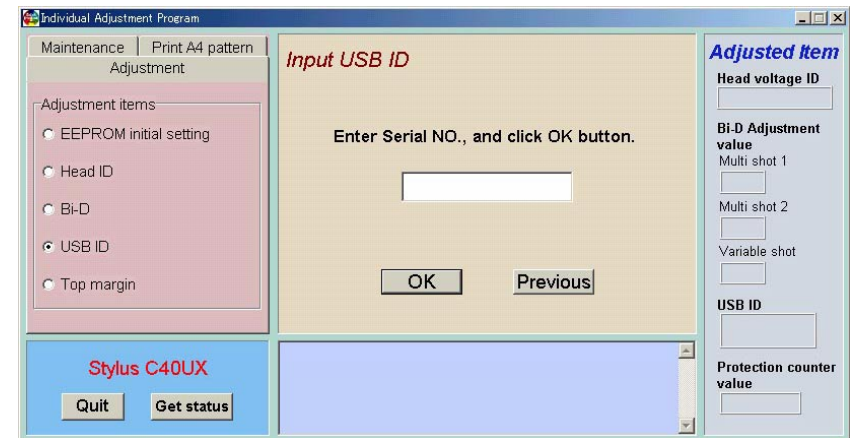 Individual Adjustment Program
Maintenance
Print A4 pattern
Adjustment
Adjustment items
EEPROM initial setting
Head ID
Bi-D
USB ID
Top margin
Input USB ID
Enter Serial NO., and click OK button.
OK
Previous
Stylus C40UX
Quit
Get status
Adjusted Item
Head voltage ID
Bi-D Adjustment
value
Multi shot 1
Multi shot 2
Variable shot
USB ID
Protection counter
value